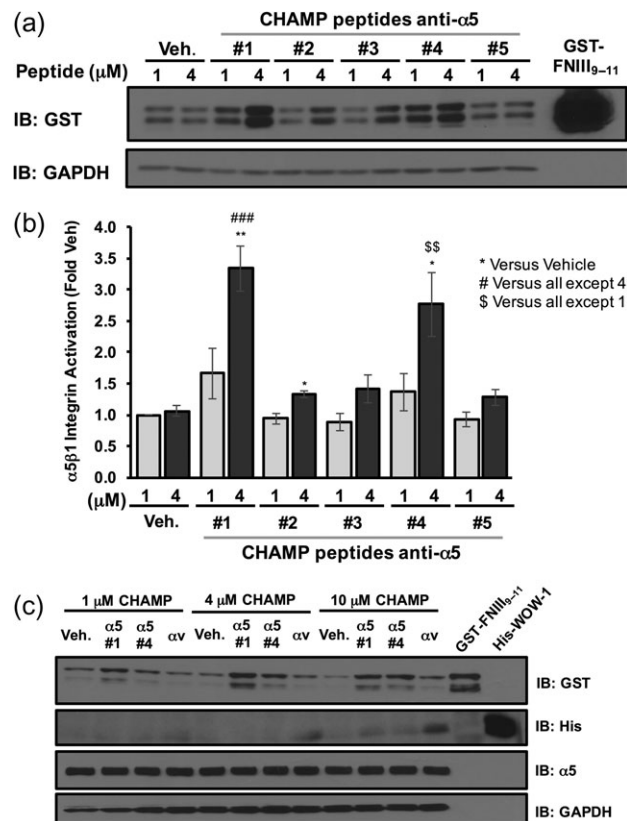 (a)
CHAMP peptides anti-α5
Veh. #1 #2 #3 #4 #5 GST-FNIII9–11
Peptide (μM) 1 4 1 4 1 4 1 4 1 4 1 4
IB: GST
IB: GAPDH
(b)
α5β1 Integrin Activation (Fold Veh)
4.0
3.5
3.0
2.5
2.0
1.5
1.0
0.5
0.0
###
**
*
$$
*
* Versus Vehicle
# Versus all except 4
$ Versus all except 1
(μM) 1 4 1 4 1 4 1 4 1 4 1 4
Veh. #1 #2 #3 #4 #5
CHAMP peptides anti-α5
(c)
1 μM CHAMP 4 μM CHAMP 10 μM CHAMP GST-FNIII9–11 His-WOW-1
Veh. α5 #1 α5 #4 αv Veh. α5 #1 α5 #4 αv Veh. α5 #1 α5 #4 αv
IB: GST
IB: His
IB: α5
IB: GAPDH